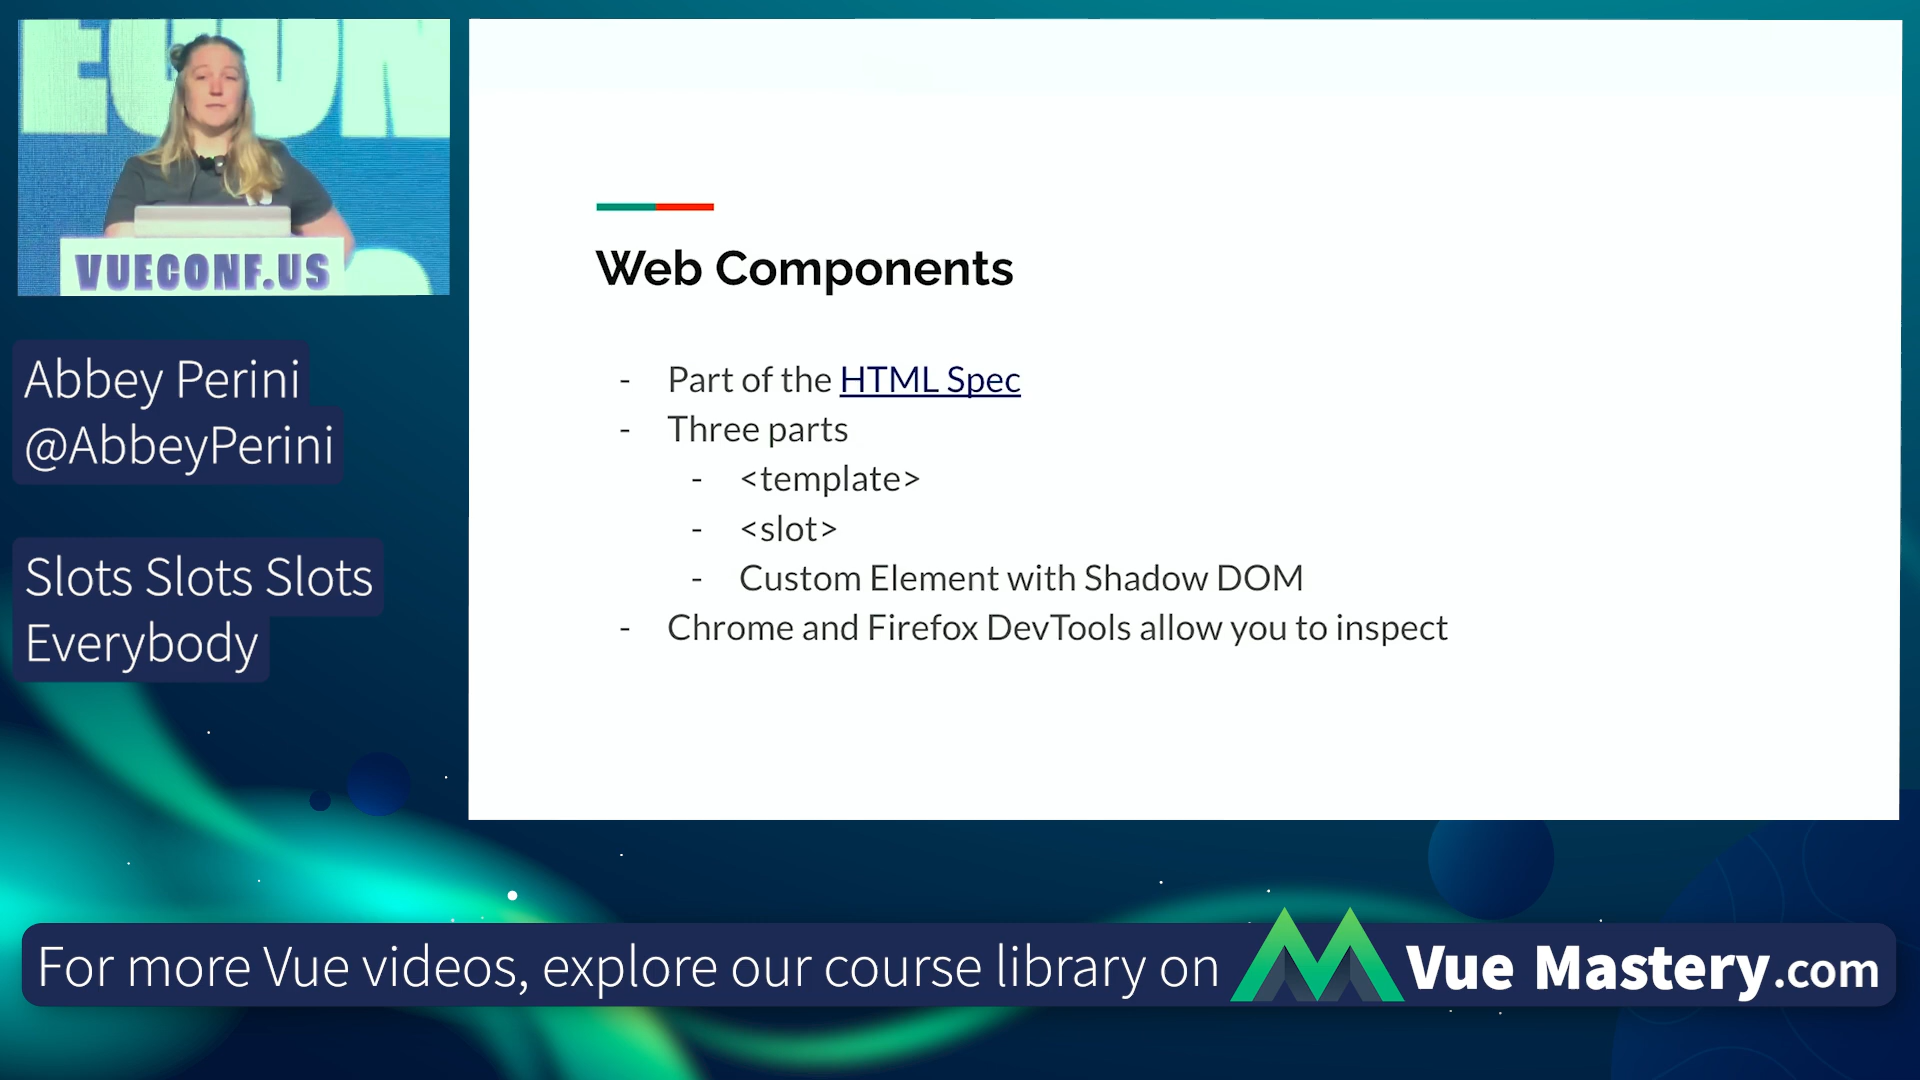 ECON
VUECONF.US
Abbey Perini
@AbbeyPerini
Slots Slots Slots
Everybody
Web Components
- Part of the HTML Spec
- Three parts
- <template>
- <slot>
- Custom Element with Shadow DOM
- Chrome and Firefox DevTools allow you to inspect
For more Vue videos, explore our course library on Vue Mastery.com